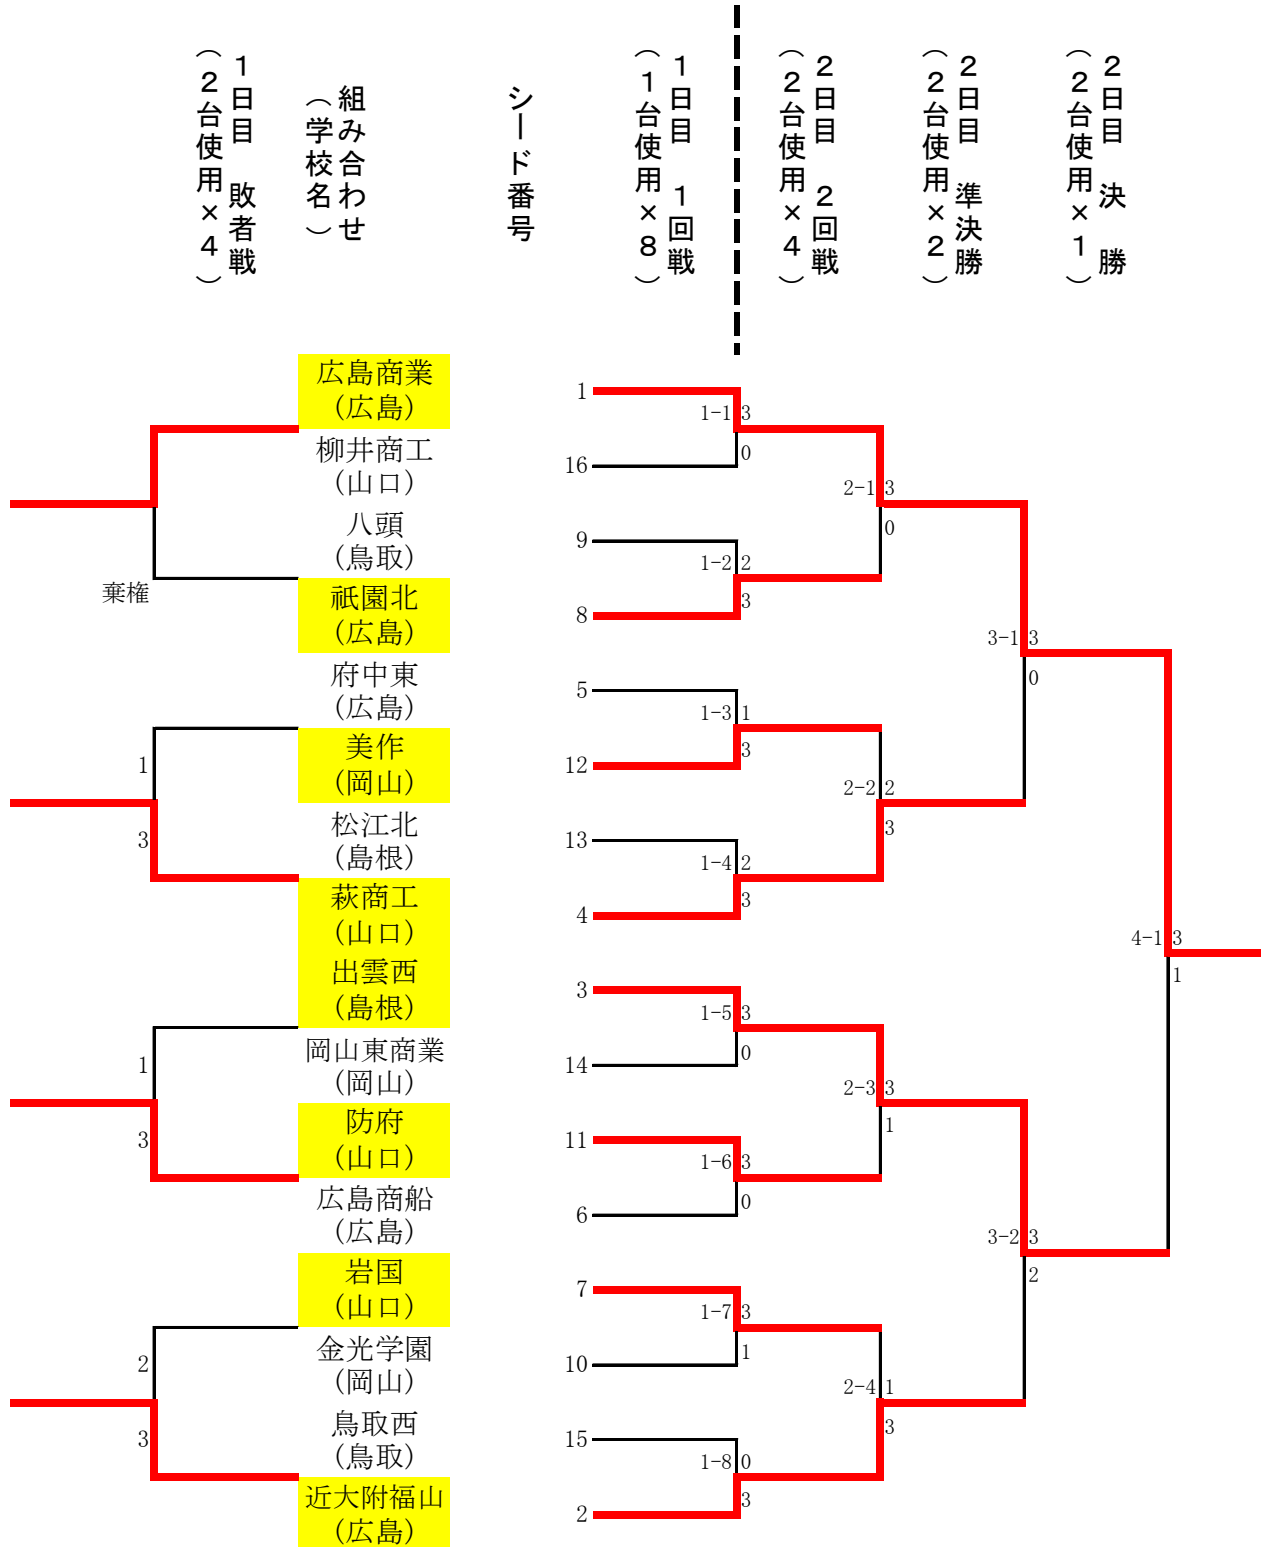 1日目 敗者戦
(2台使用×4)
組み合わせ
(学校名)
シード番号
1日目 1回戦
(1台使用×8)
2日目 2回戦
(2台使用×4)
2日目 準決勝
(2台使用×2)
2日目 決 勝
(2台使用×1)
広島商業
(広島)
1
1-1 3
0
柳井商工
(山口)
16
2-1 3
0
八頭
(鳥取)
9
1-2 2
3
棄権
祇園北
(広島)
8
3-1 3
0
府中東
(広島)
5
1-3 1
3
1
美作
(岡山)
12
2-2 2
3
3
松江北
(島根)
13
1-4 2
3
萩商工
(山口)
4
4-1 3
1
出雲西
(島根)
3
1-5 3
0
1
岡山東商業
(岡山)
14
2-3 3
1
3
防府
(山口)
11
1-6 3
0
広島商船
(広島)
6
3-2 3
2
岩国
(山口)
7
1-7 3
1
2
金光学園
(岡山)
10
2-4 1
3
3
鳥取西
(鳥取)
15
1-8 0
3
近大附福山
(広島)
2